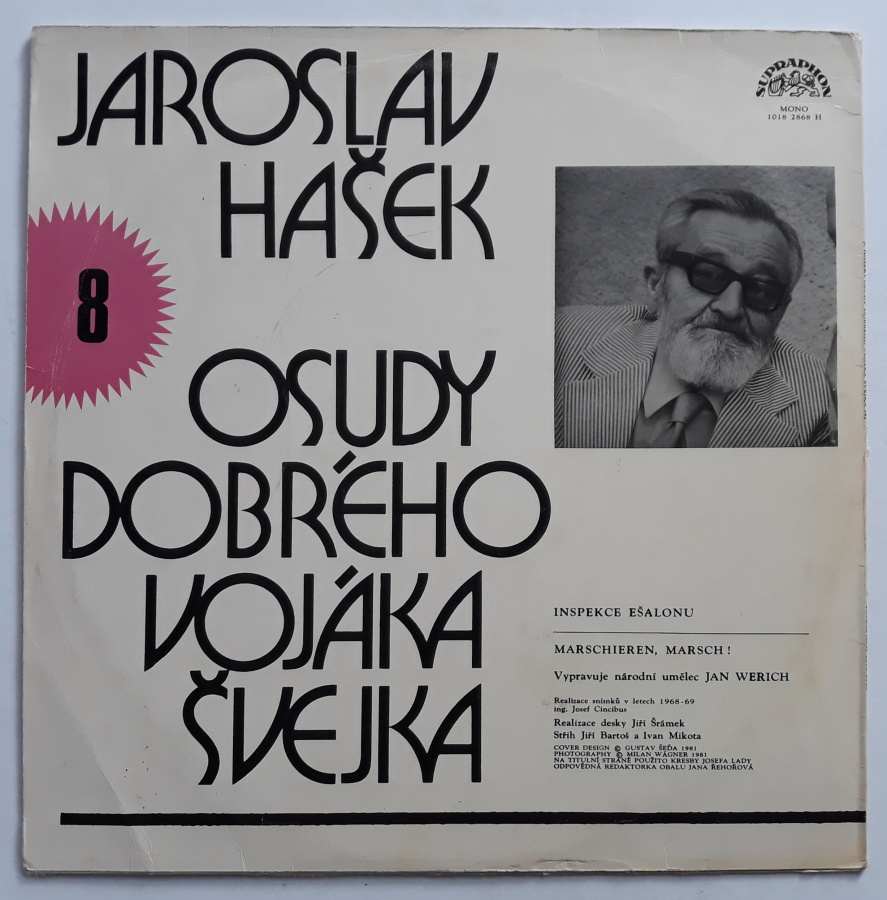 JAROSLAV
HAŠEK
8
OSUDY
DOBRÉHO
VOJÁKA
ŠVEJKA
SUPRAPHON
MONO
1018 2868 H
INSPEKCE EŠALONU
MARSCHIEREN, MARSCH!
Vypravuje národní umělec JAN WERICH
Realizace snímků v letech 1968-69
ing. Josef Cincibus
Realizace desky Jiří Šrámek
Střih Jiří Bartoš a Ivan Mikota
COVER DESIGN © GUSTAV ŠEĎA 1981
PHOTOGRAPHY © MILAN WÁGNER 1981
NA TITULNÍ STRANĚ POUŽITO KRESBY JOSEFA LADY
ODPOVĚDNÁ REDAKTORKA OBALU JANA ŘEHOŘOVÁ